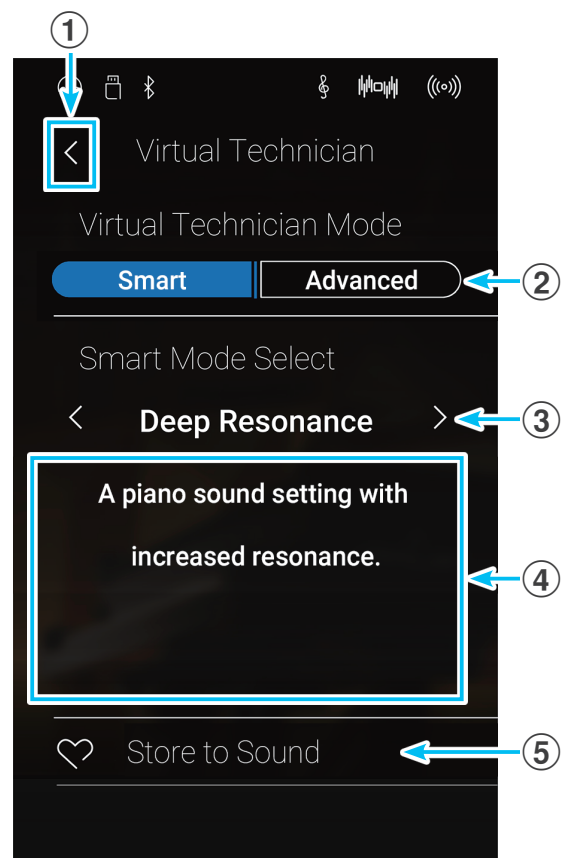 1
Virtual Technician
Virtual Technician Mode
Smart Advanced
2
Smart Mode Select
Deep Resonance
3
A piano sound setting with
increased resonance.
4
Store to Sound
5